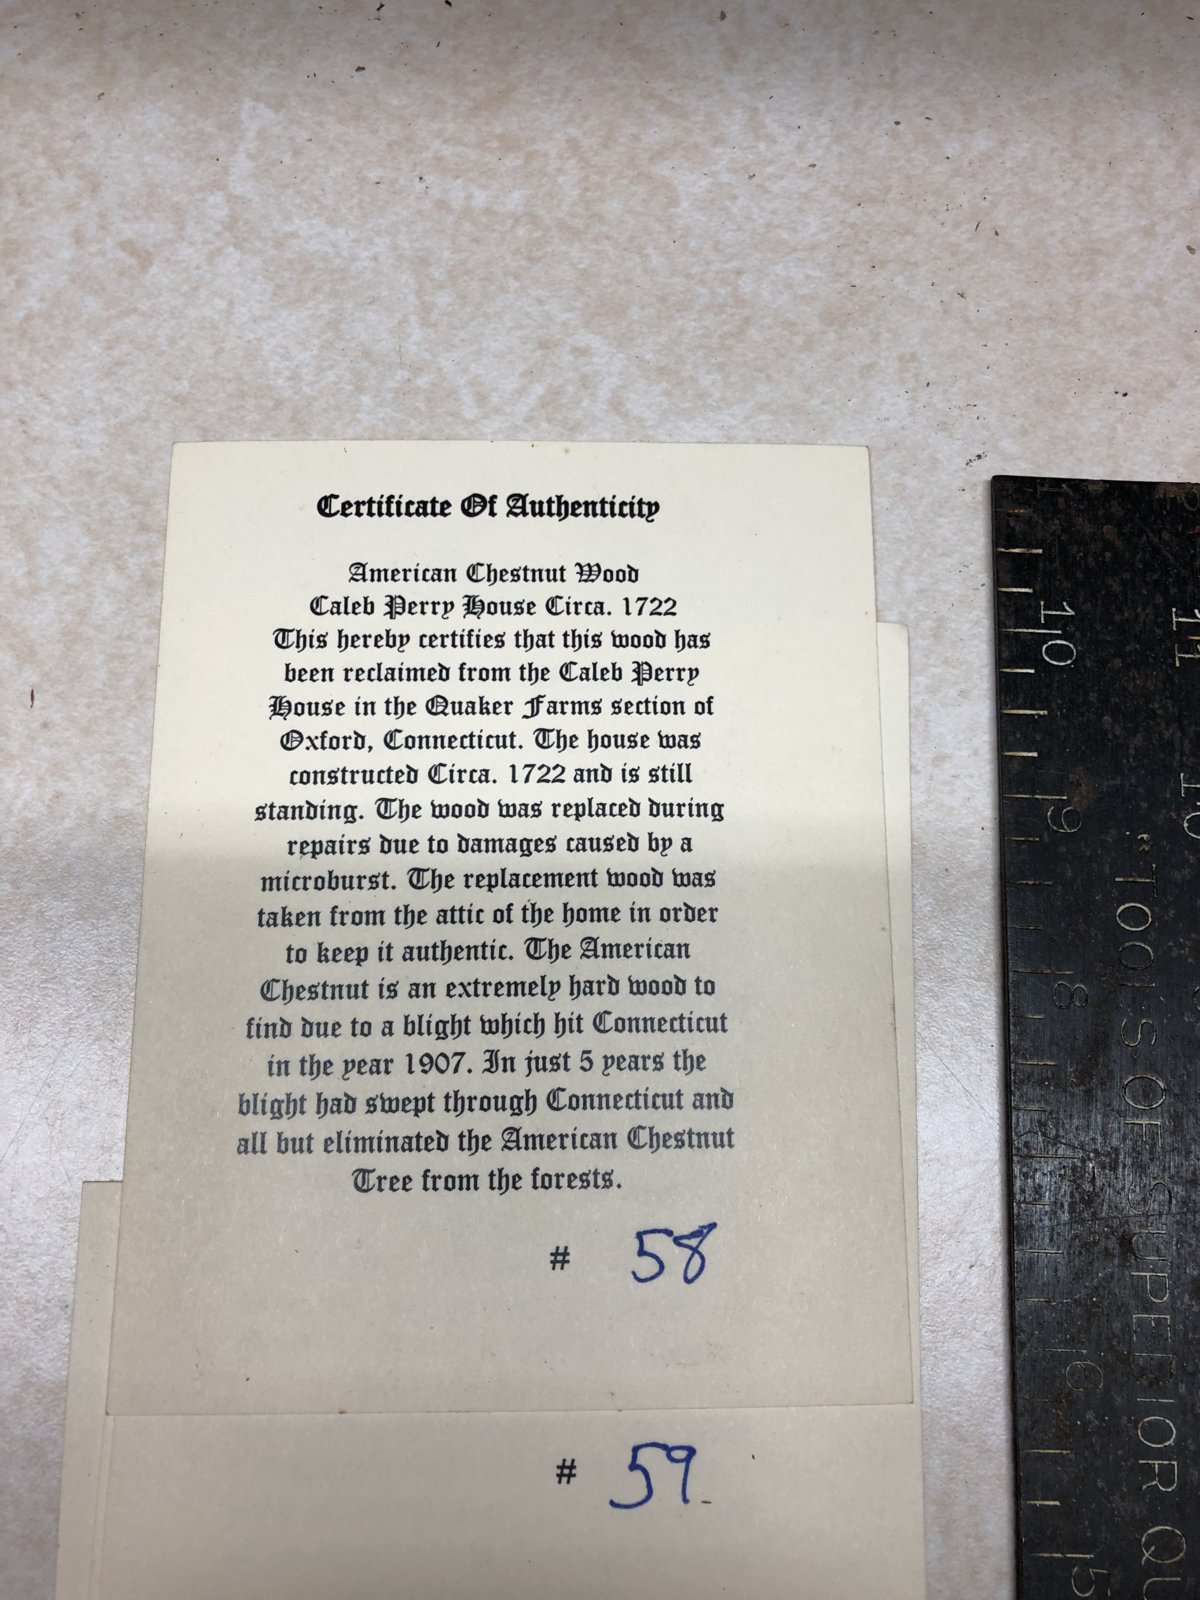 Certificate Of Authenticity
American Chestnut Wood
Caleb Perry House Circa. 1722
This hereby certifies that this wood has
been reclaimed from the Caleb Perry
House in the Quaker Farms section of
Oxford, Connecticut. The house was
constructed Circa. 1722 and is still
standing. The wood was replaced during
repairs due to damages caused by a
microburst. The replacement wood was
taken from the attic of the home in order
to keep it authentic. The American
Chestnut is an extremely hard wood to
find due to a blight which hit Connecticut
in the year 1907. In just 5 years the
blight had swept through Connecticut and
all but eliminated the American Chestnut
Tree from the forests.
# 58
# 59
10
9
8
7
6
5
11
10
"TOOLS OF SUPERIOR